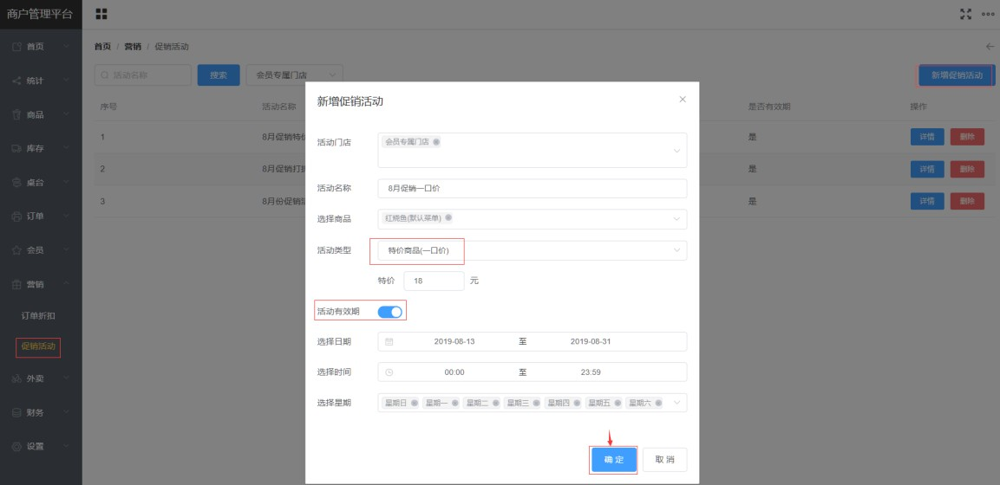 商户管理平台
首页
统计
商品
库存
桌台
订单
会员
营销
订单折扣
促销活动
外卖
财务
设置
首页 / 营销 / 促销活动
活动名称 搜索 会员专属门店 新增促销活动
序号 活动名称 是否有效期 操作
1 8月促销特价 是 详情 删除
2 8月促销打折 是 详情 删除
3 8月份促销活 是 详情 删除
新增促销活动
活动门店 会员专属门店
活动名称 8月促销一口价
选择商品 红烧鱼(默认菜单)
活动类型 特价商品(一口价)
特价 18 元
活动有效期
选择日期 2019-08-13 至 2019-08-31
选择时间 00:00 至 23:59
选择星期 星期日 星期一 星期二 星期三 星期四 星期五 星期六
确定 取消